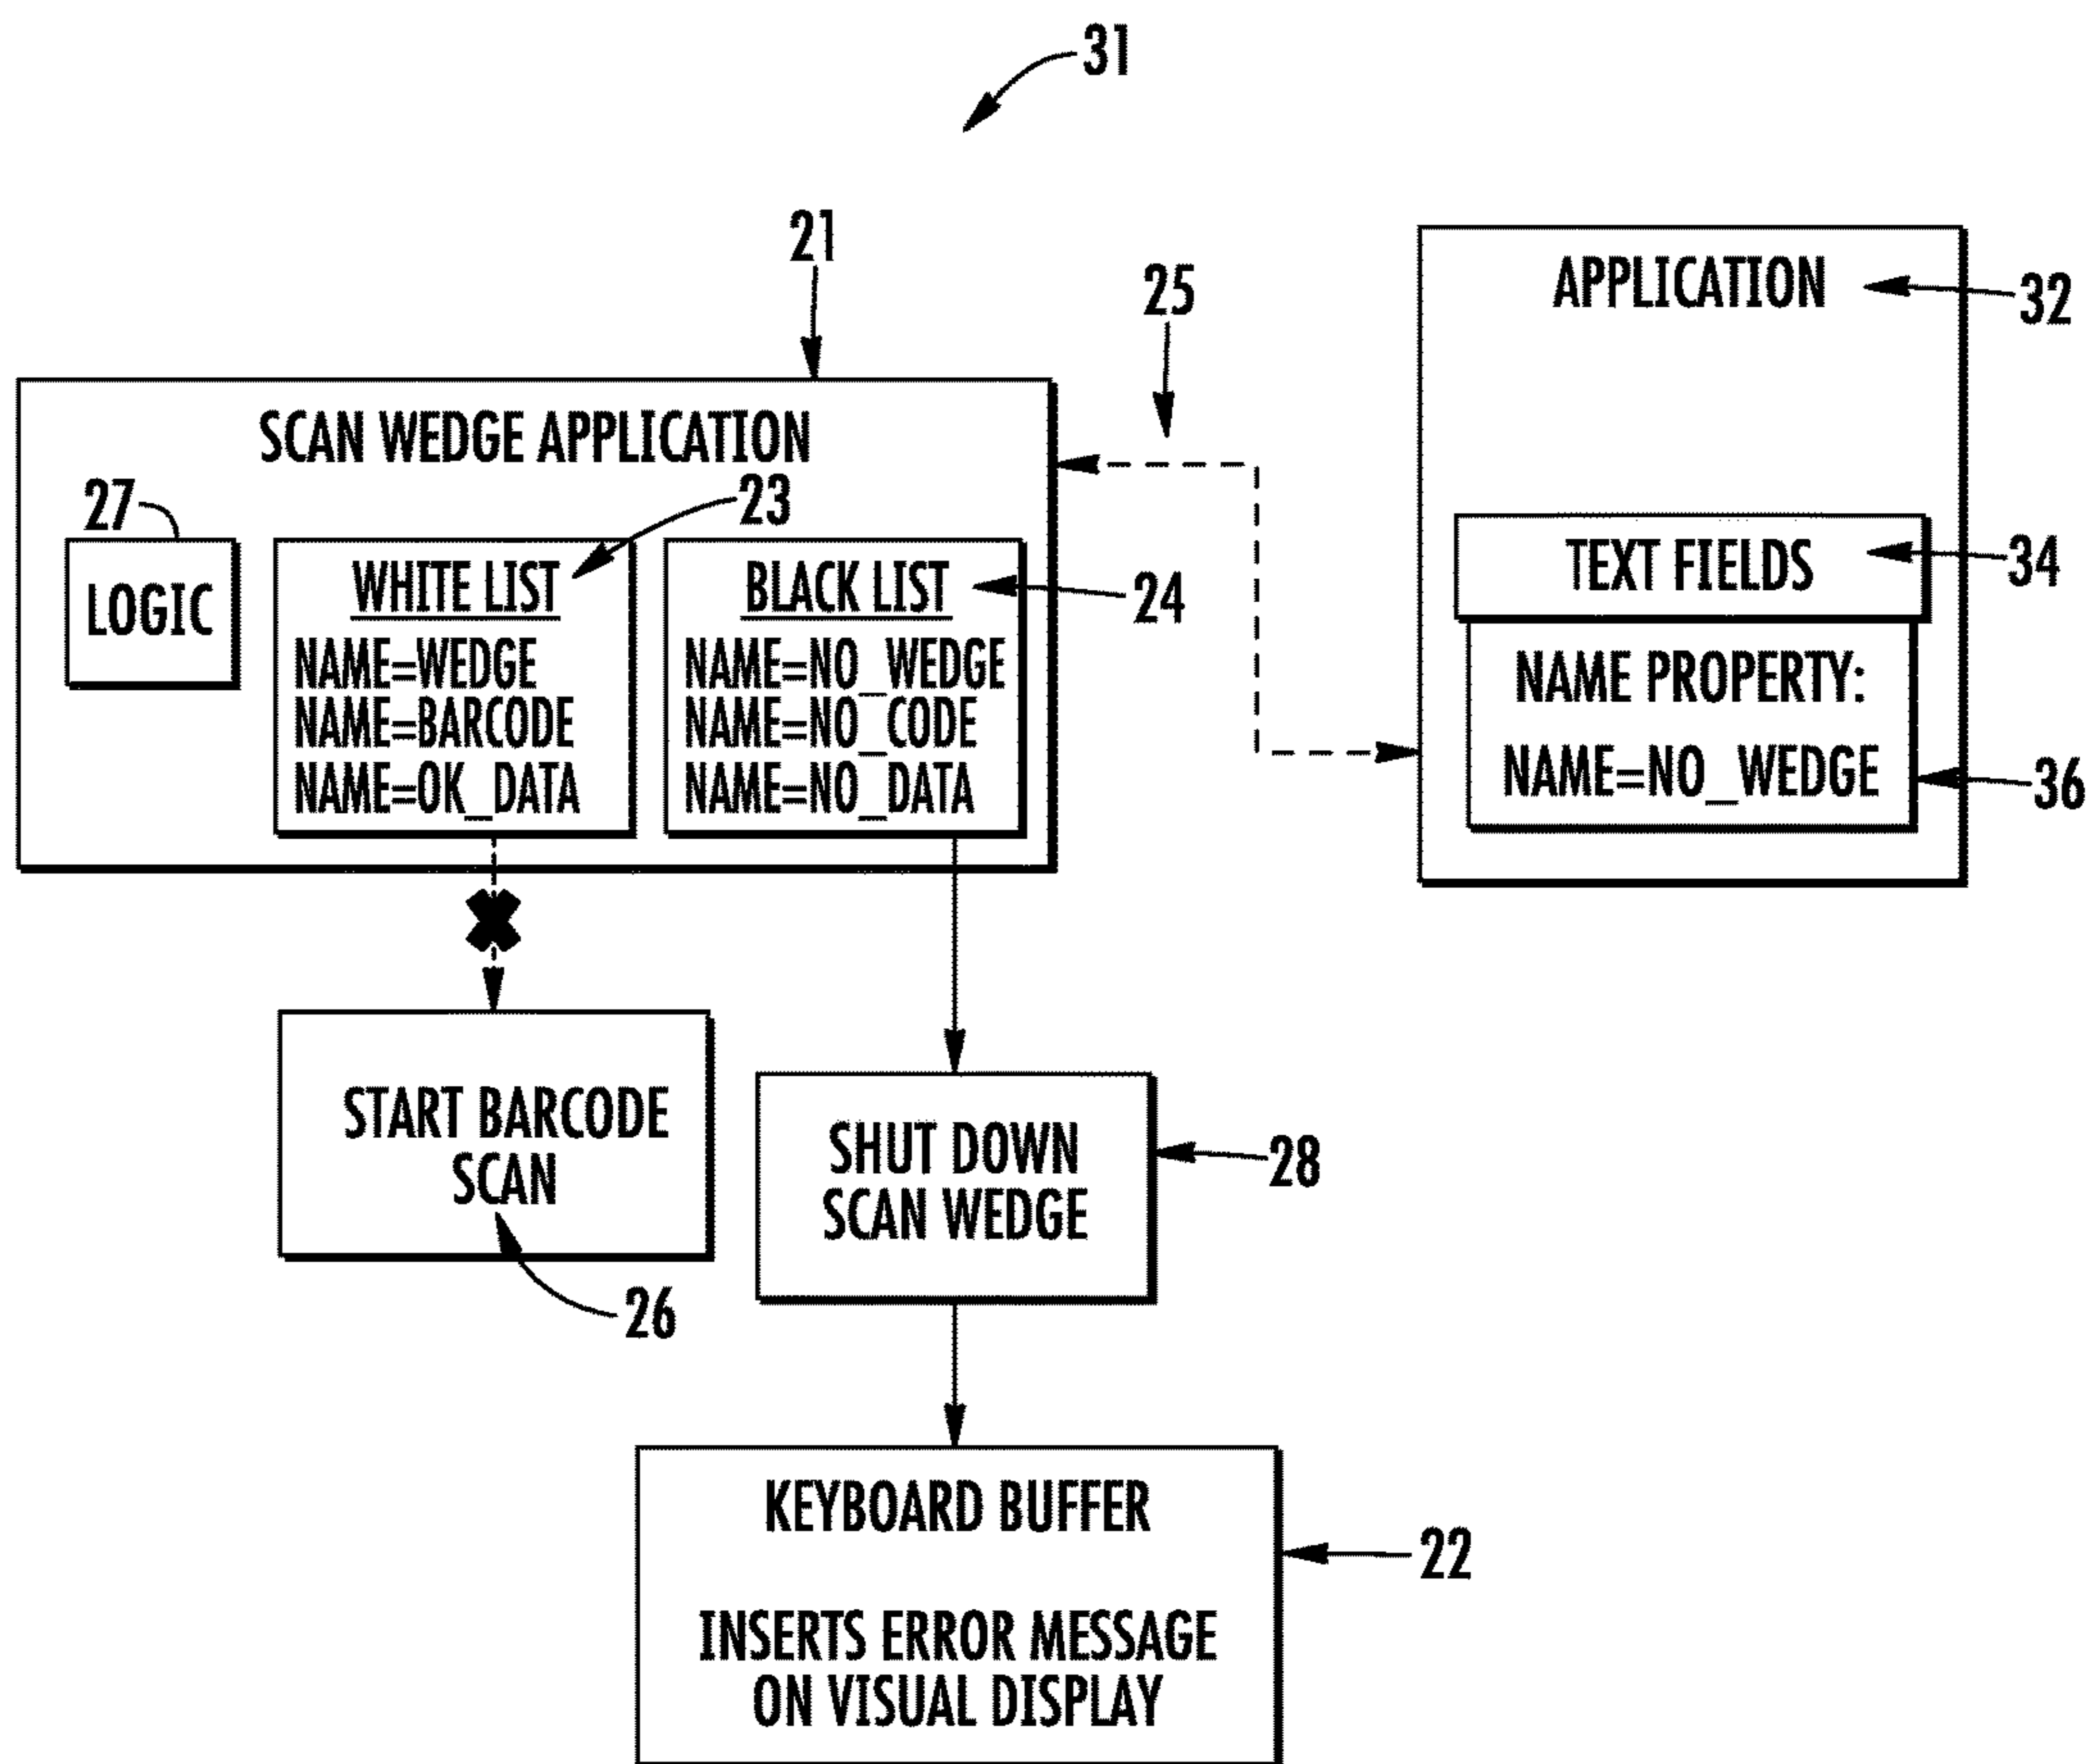 31
21
25
APPLICATION
32
SCAN WEDGE APPLICATION
27
23
LOGIC
WHITE LIST
NAME=WEDGE
NAME=BARCODE
NAME=OK_DATA
BLACK LIST
24
NAME=NO_WEDGE
NAME=NO_CODE
NAME=NO_DATA
TEXT FIELDS
34
NAME PROPERTY:
NAME=NO_WEDGE
36
START BARCODE
SCAN
26
SHUT DOWN
SCAN WEDGE
28
KEYBOARD BUFFER
22
INSERTS ERROR MESSAGE
ON VISUAL DISPLAY